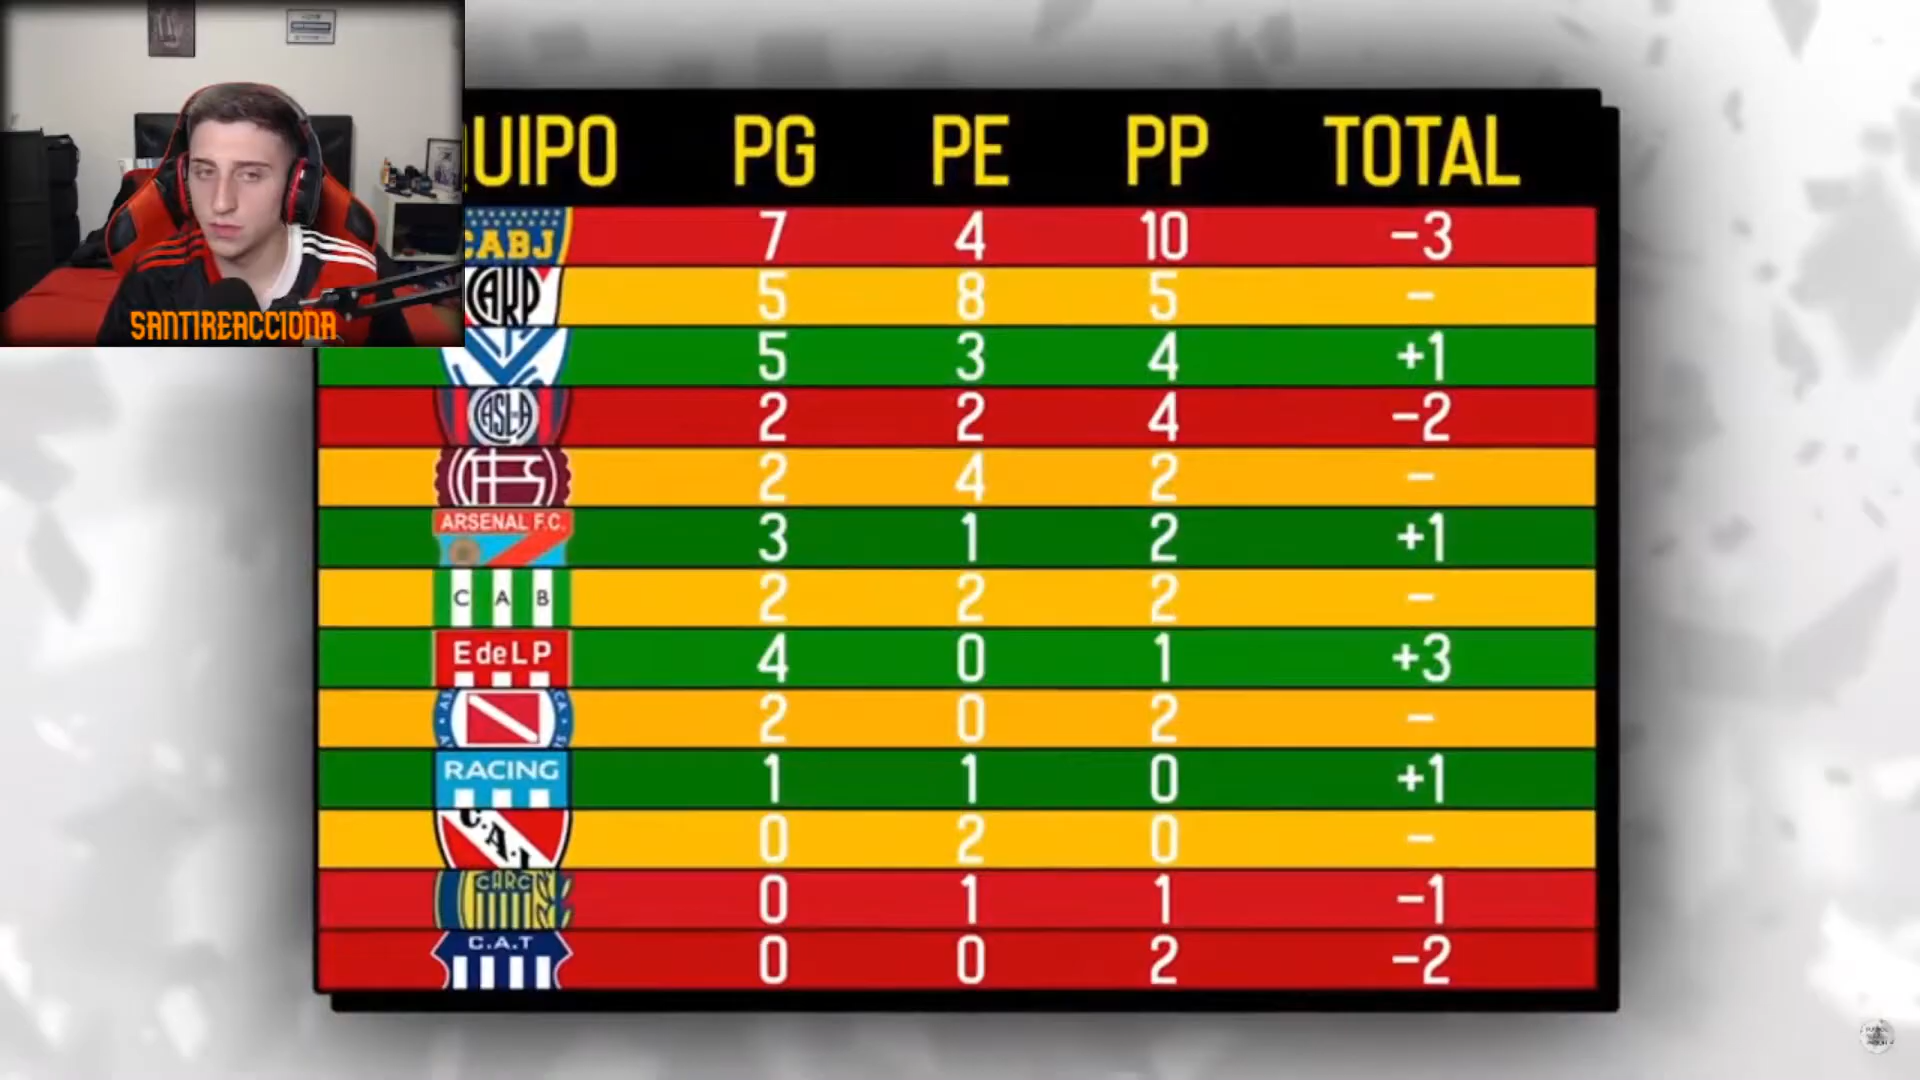 UIPO PG PE PP TOTAL
CABJ 7 4 10 -3
CARP 5 8 5 -
5 3 4 +1
CASLA 2 2 4 -2
2 4 2 -
ARSENAL F.C. 3 1 2 +1
C A B 2 2 2 -
E de L P 4 0 1 +3
2 0 2 -
RACING 1 1 0 +1
C.A.I 0 2 0 -
CARC 0 1 1 -1
C.A.T 0 0 2 -2
SANTIREACCIONA